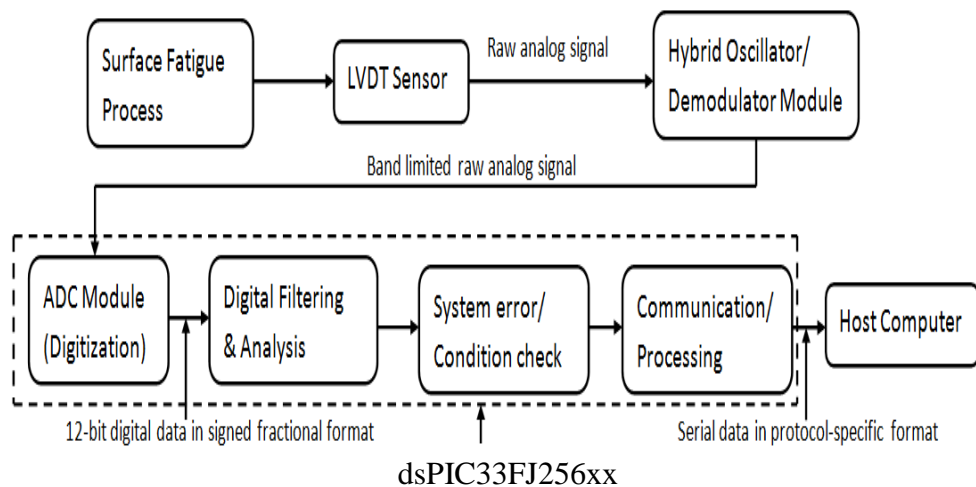 Surface Fatigue
Process
LVDT Sensor
Raw analog signal
Hybrid Oscillator/
Demodulator Module
Band limited raw analog signal
ADC Module
(Digitization)
Digital Filtering
& Analysis
System error/
Condition check
Communication/
Processing
Host Computer
12-bit digital data in signed fractional format
Serial data in protocol-specific format
dsPIC33FJ256xx